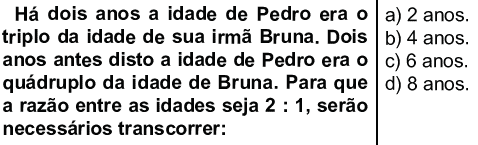 Há dois anos a idade de Pedro era o
triplo da idade de sua irmã Bruna. Dois
anos antes disto a idade de Pedro era o
quádruplo da idade de Bruna. Para que
a razão entre as idades seja 2 : 1, serão
necessários transcorrer:
a) 2 anos.
b) 4 anos.
c) 6 anos.
d) 8 anos.